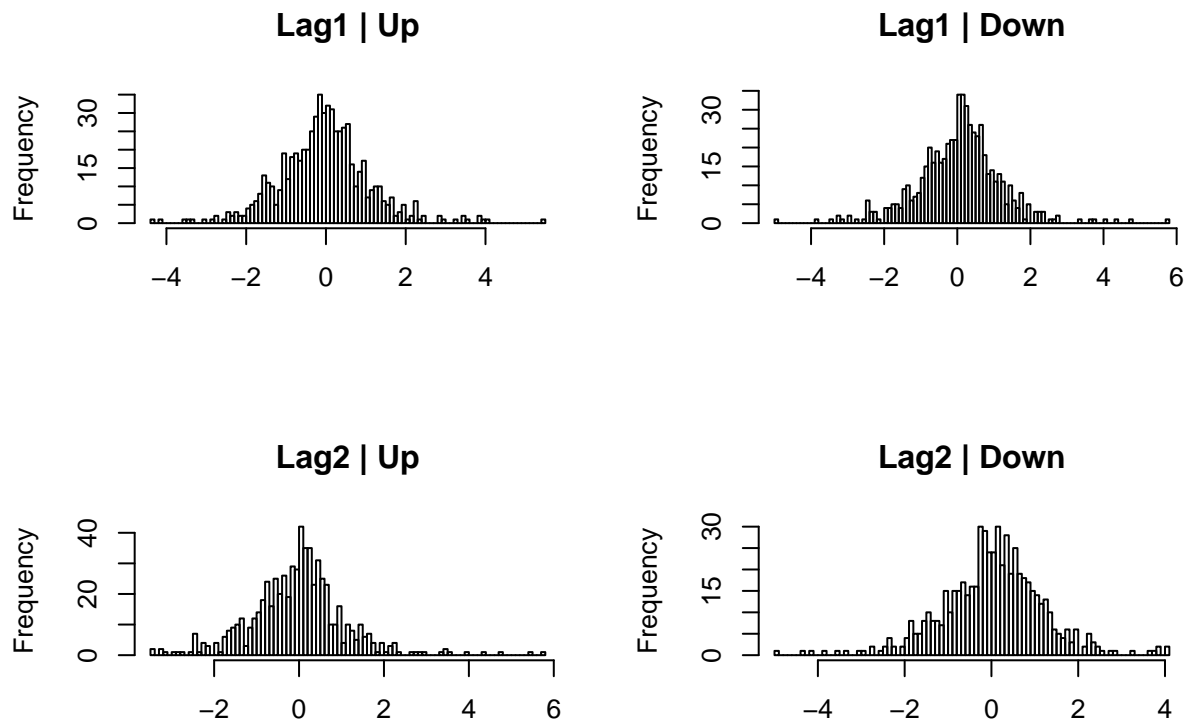 Lag1 | Up
Frequency
0 15 30
−4 −2 0 2 4
Lag1 | Down
Frequency
0 15 30
−4 −2 0 2 4 6
Lag2 | Up
Frequency
0 20 40
−2 0 2 4 6
Lag2 | Down
Frequency
0 15 30
−4 −2 0 2 4